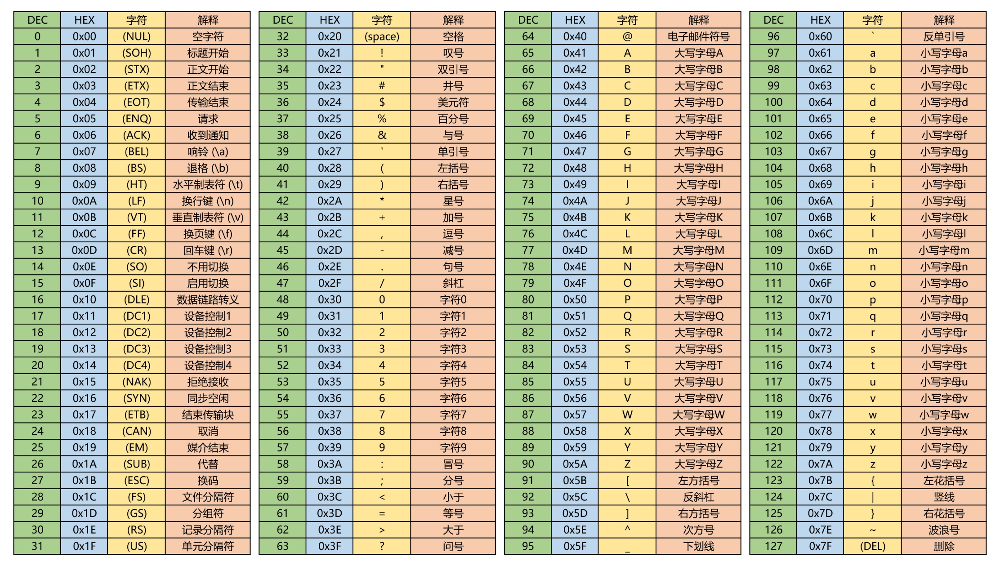 DEC HEX 字符 解释 DEC HEX 字符 解释 DEC HEX 字符 解释 DEC HEX 字符 解释
0 0x00 (NUL) 空字符 32 0x20 (space) 空格 64 0x40 @ 电子邮件符号 96 0x60 ` 反单引号
1 0x01 (SOH) 标题开始 33 0x21 ! 叹号 65 0x41 A 大写字母A 97 0x61 a 小写字母a
2 0x02 (STX) 正文开始 34 0x22 " 双引号 66 0x42 B 大写字母B 98 0x62 b 小写字母b
3 0x03 (ETX) 正文结束 35 0x23 # 井号 67 0x43 C 大写字母C 99 0x63 c 小写字母c
4 0x04 (EOT) 传输结束 36 0x24 $ 美元符 68 0x44 D 大写字母D 100 0x64 d 小写字母d
5 0x05 (ENQ) 请求 37 0x25 % 百分号 69 0x45 E 大写字母E 101 0x65 e 小写字母e
6 0x06 (ACK) 收到通知 38 0x26 & 与号 70 0x46 F 大写字母F 102 0x66 f 小写字母f
7 0x07 (BEL) 响铃 (\a) 39 0x27 ' 单引号 71 0x47 G 大写字母G 103 0x67 g 小写字母g
8 0x08 (BS) 退格 (\b) 40 0x28 ( 左括号 72 0x48 H 大写字母H 104 0x68 h 小写字母h
9 0x09 (HT) 水平制表符 (\t) 41 0x29 ) 右括号 73 0x49 I 大写字母I 105 0x69 i 小写字母i
10 0x0A (LF) 换行键 (\n) 42 0x2A * 星号 74 0x4A J 大写字母J 106 0x6A j 小写字母j
11 0x0B (VT) 垂直制表符 (\v) 43 0x2B + 加号 75 0x4B K 大写字母K 107 0x6B k 小写字母k
12 0x0C (FF) 换页键 (\f) 44 0x2C , 逗号 76 0x4C L 大写字母L 108 0x6C l 小写字母l
13 0x0D (CR) 回车键 (\r) 45 0x2D - 减号 77 0x4D M 大写字母M 109 0x6D m 小写字母m
14 0x0E (SO) 不用切换 46 0x2E . 句号 78 0x4E N 大写字母N 110 0x6E n 小写字母n
15 0x0F (SI) 启用切换 47 0x2F / 斜杠 79 0x4F O 大写字母O 111 0x6F o 小写字母o
16 0x10 (DLE) 数据链路转义 48 0x30 0 字符0 80 0x50 P 大写字母P 112 0x70 p 小写字母p
17 0x11 (DC1) 设备控制1 49 0x31 1 字符1 81 0x51 Q 大写字母Q 113 0x71 q 小写字母q
18 0x12 (DC2) 设备控制2 50 0x32 2 字符2 82 0x52 R 大写字母R 114 0x72 r 小写字母r
19 0x13 (DC3) 设备控制3 51 0x33 3 字符3 83 0x53 S 大写字母S 115 0x73 s 小写字母s
20 0x14 (DC4) 设备控制4 52 0x34 4 字符4 84 0x54 T 大写字母T 116 0x74 t 小写字母t
21 0x15 (NAK) 拒绝接收 53 0x35 5 字符5 85 0x55 U 大写字母U 117 0x75 u 小写字母u
22 0x16 (SYN) 同步空闲 54 0x36 6 字符6 86 0x56 V 大写字母V 118 0x76 v 小写字母v
23 0x17 (ETB) 结束传输块 55 0x37 7 字符7 87 0x57 W 大写字母W 119 0x77 w 小写字母w
24 0x18 (CAN) 取消 56 0x38 8 字符8 88 0x58 X 大写字母X 120 0x78 x 小写字母x
25 0x19 (EM) 媒介结束 57 0x39 9 字符9 89 0x59 Y 大写字母Y 121 0x79 y 小写字母y
26 0x1A (SUB) 代替 58 0x3A : 冒号 90 0x5A Z 大写字母Z 122 0x7A z 小写字母z
27 0x1B (ESC) 换码 59 0x3B ; 分号 91 0x5B [ 左方括号 123 0x7B { 左花括号
28 0x1C (FS) 文件分隔符 60 0x3C < 小于 92 0x5C \ 反斜杠 124 0x7C | 竖线
29 0x1D (GS) 分组符 61 0x3D = 等号 93 0x5D ] 右方括号 125 0x7D } 右花括号
30 0x1E (RS) 记录分隔符 62 0x3E > 大于 94 0x5E ^ 次方号 126 0x7E ~ 波浪号
31 0x1F (US) 单元分隔符 63 0x3F ? 问号 95 0x5F _ 下划线 127 0x7F (DEL) 删除